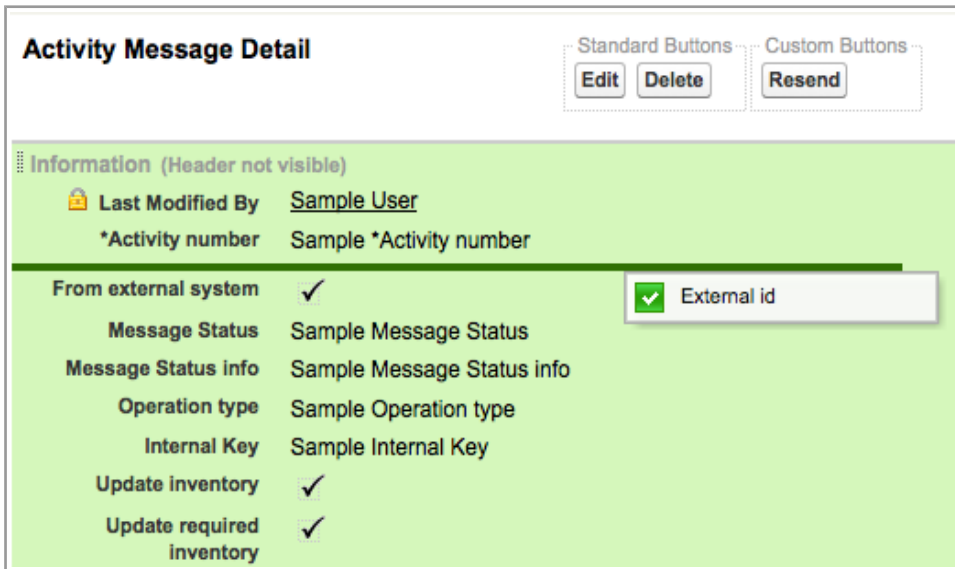 Activity Message Detail
Standard Buttons
Custom Buttons
Edit Delete
Resend
Information (Header not visible)
Last Modified By Sample User
*Activity number Sample *Activity number
From external system
External id
Message Status Sample Message Status
Message Status info Sample Message Status info
Operation type Sample Operation type
Internal Key Sample Internal Key
Update inventory
Update required
inventory